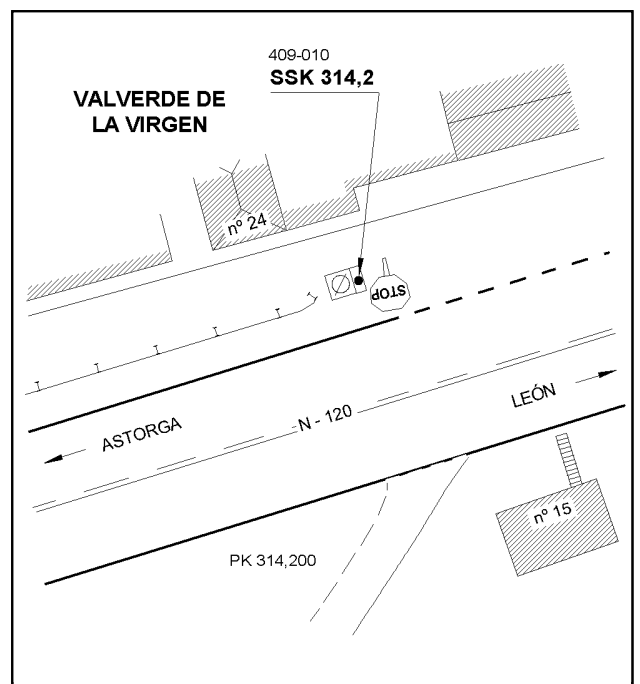 409-010
SSK 314,2
VALVERDE DE
LA VIRGEN
nº 24
STOP
LEÓN
N - 120
ASTORGA
nº 15
PK 314,200